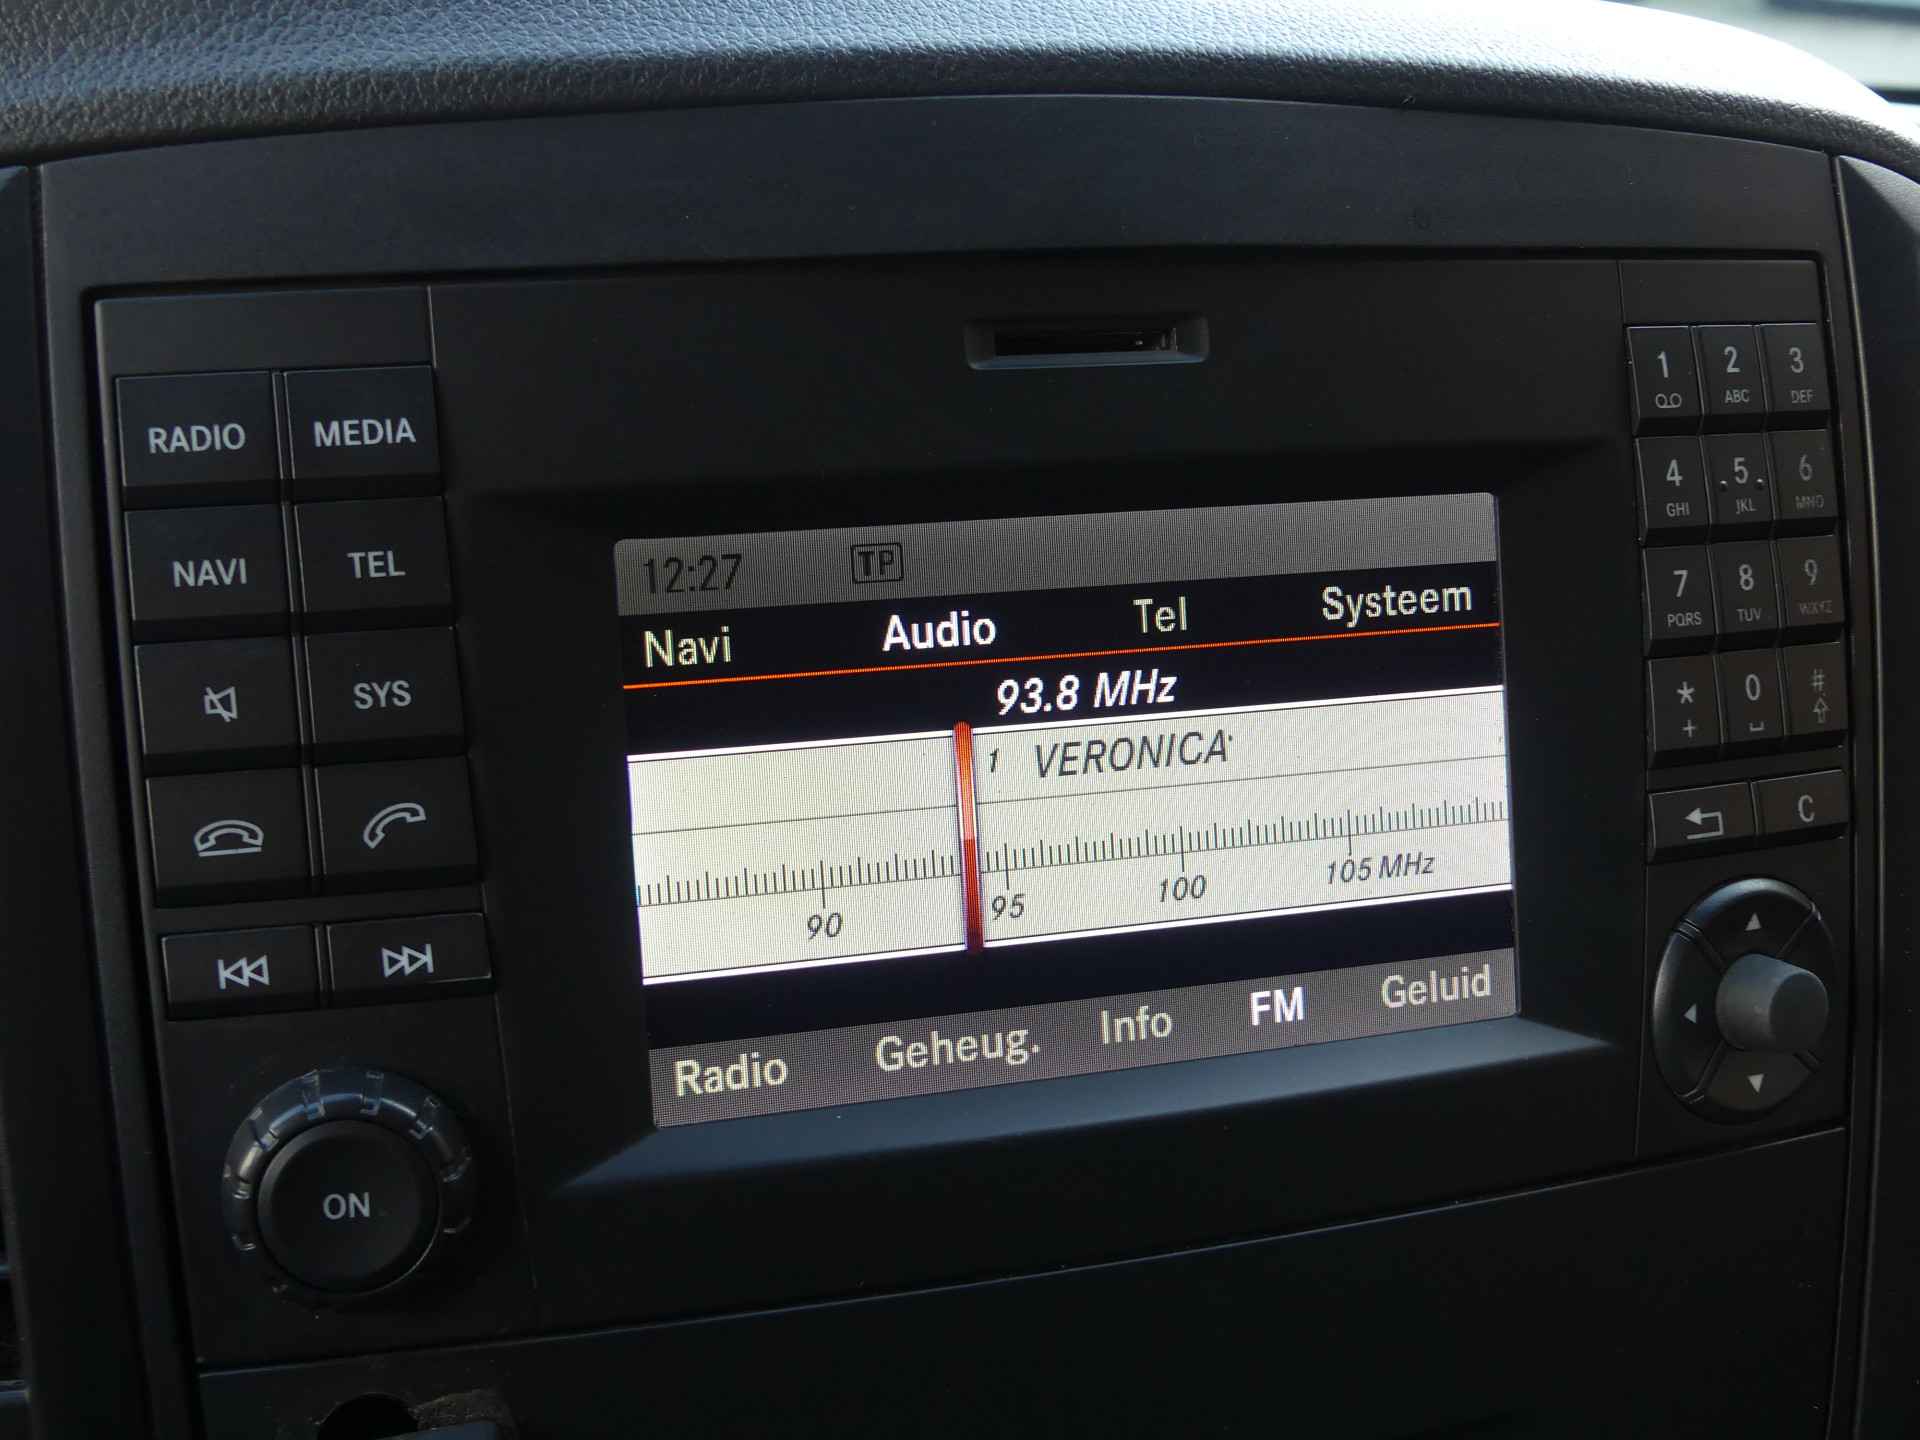 RADIO MEDIA
NAVI TEL
SYS
ON
12:27 TP
Navi Audio Tel Systeem
93.8 MHz
1 VERONICA
90 95 100 105 MHz
Radio Geheug. Info FM Geluid
1 2 3
ABC DEF
4 5 6
GHI JKL MNO
7 8 9
PQRS TUV WXYZ
* 0 #
+
C